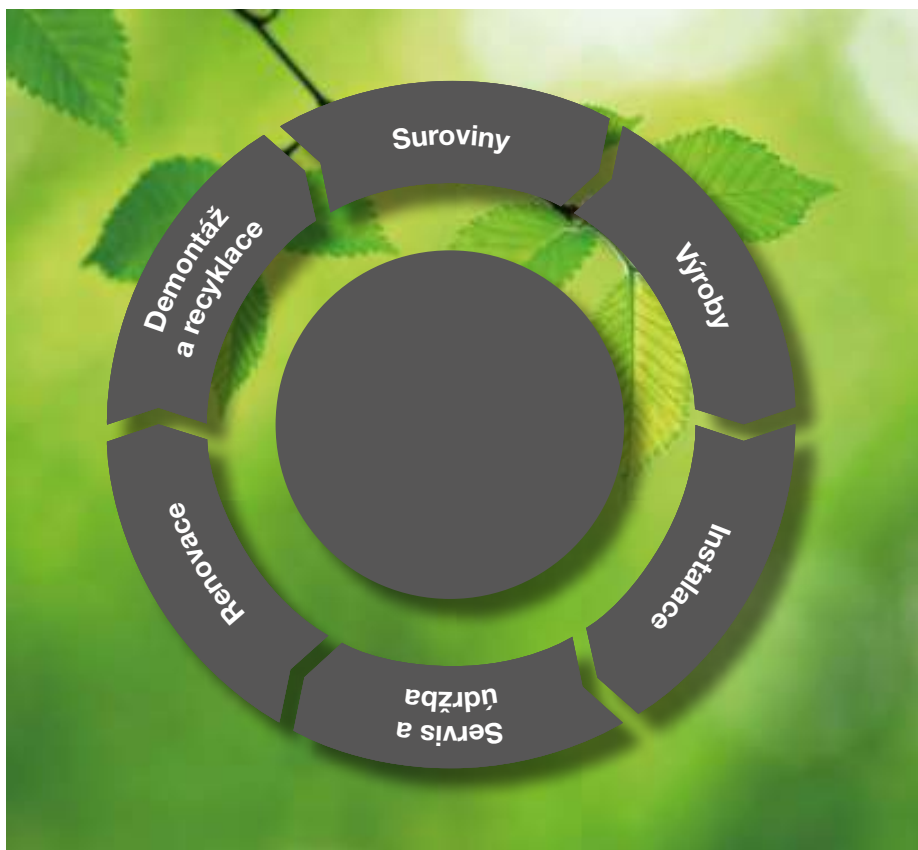 Suroviny
Výroby
Instalace
Servis a
údržba
Renovace
Demontáž
a recyklace